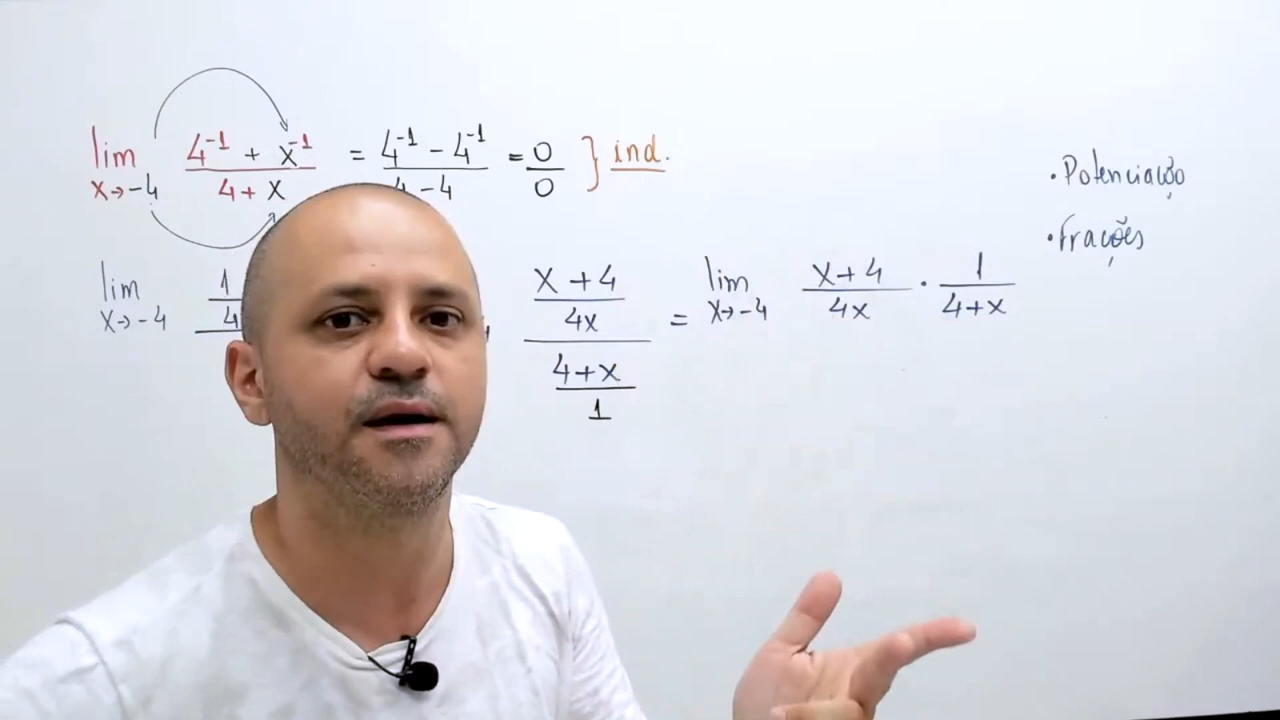 lim x→-4 (4⁻¹ + x⁻¹)/(4 + x) = (4⁻¹ - 4⁻¹)/(4 - 4) = 0/0 } ind.
• Potenciação
• Frações
lim x→-4 1/4 ((x + 4)/(4x))/((4+x)/1) = lim x→-4 (x+4)/(4x) · 1/(4+x)